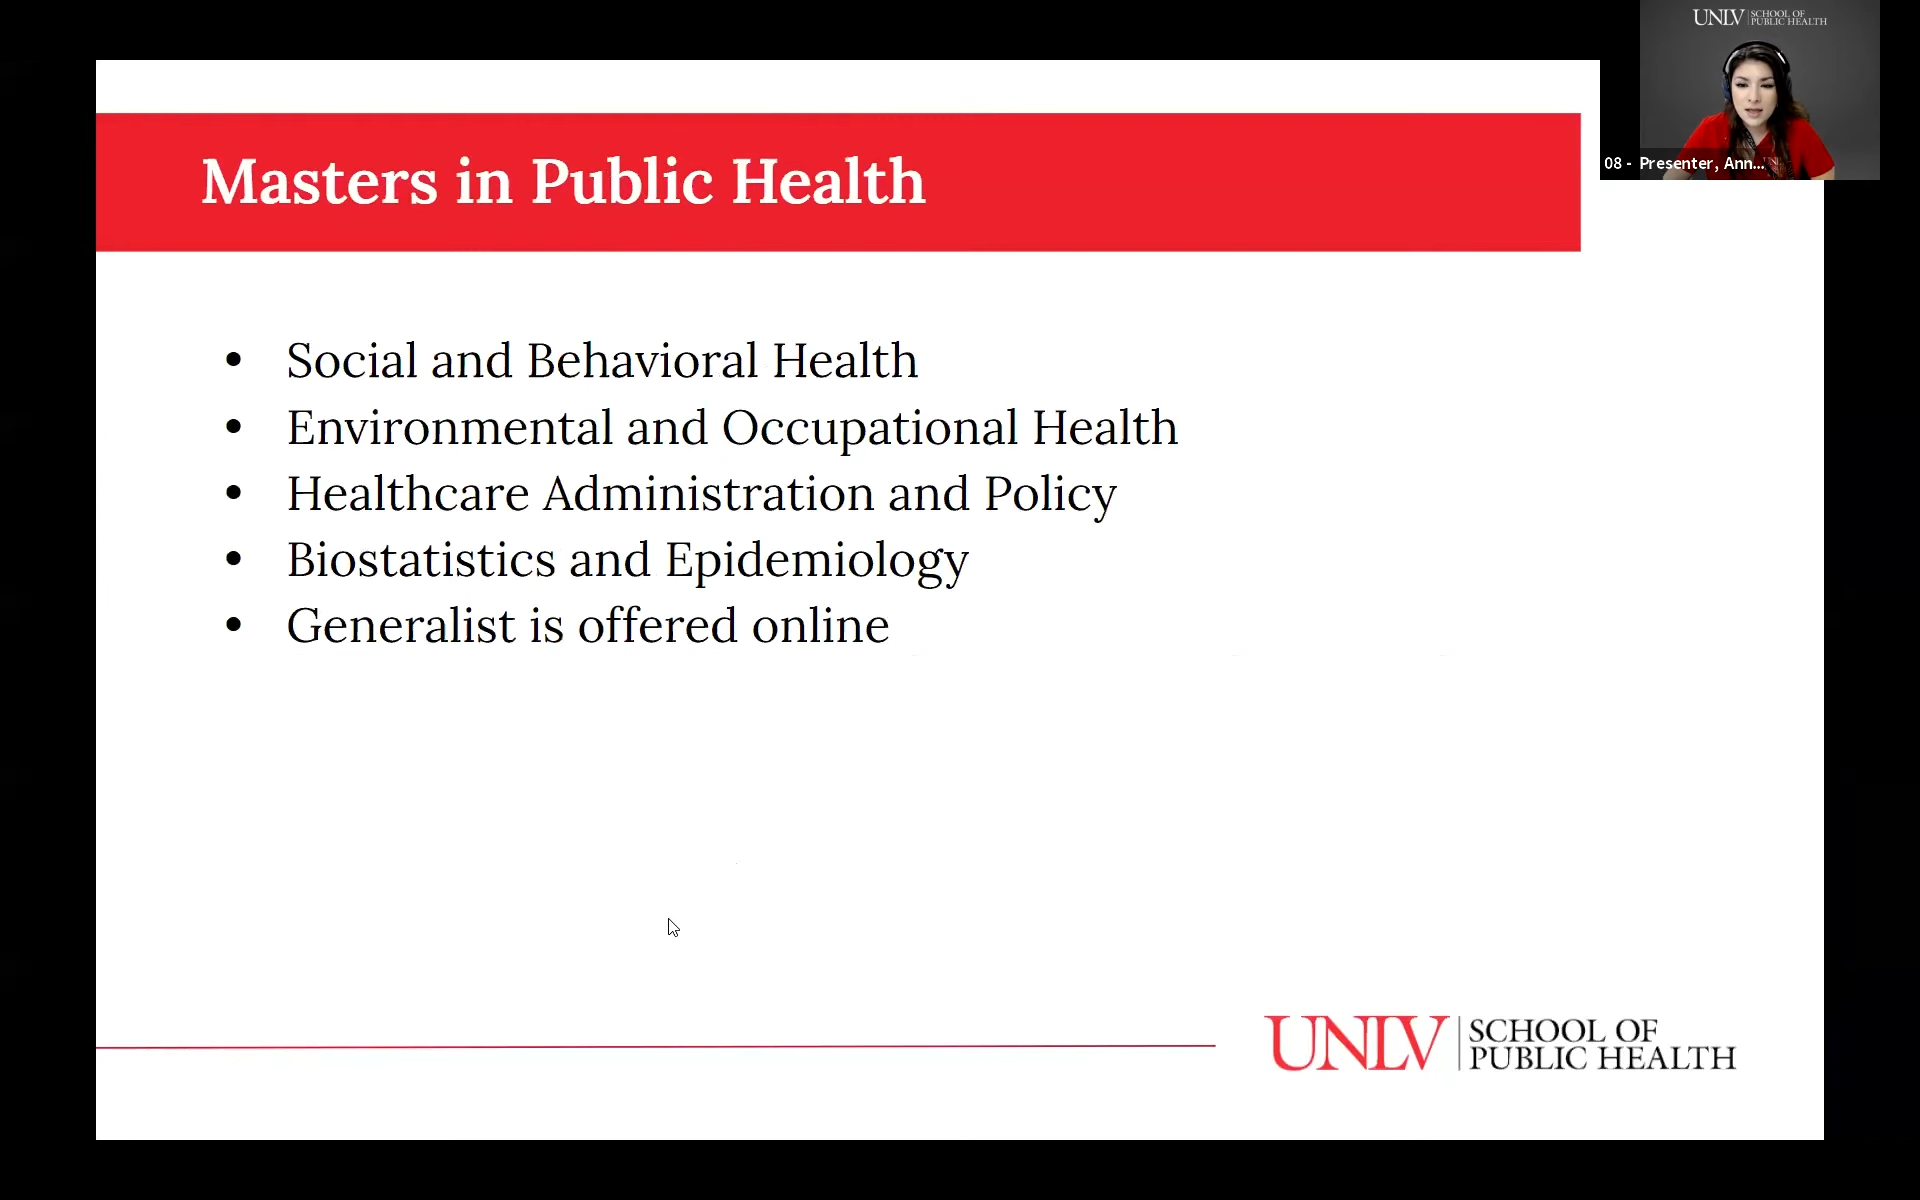 UNLV SCHOOL OF
PUBLIC HEALTH
08 - Presenter, Ann...
Masters in Public Health
• Social and Behavioral Health
• Environmental and Occupational Health
• Healthcare Administration and Policy
• Biostatistics and Epidemiology
• Generalist is offered online
UNLV SCHOOL OF
PUBLIC HEALTH